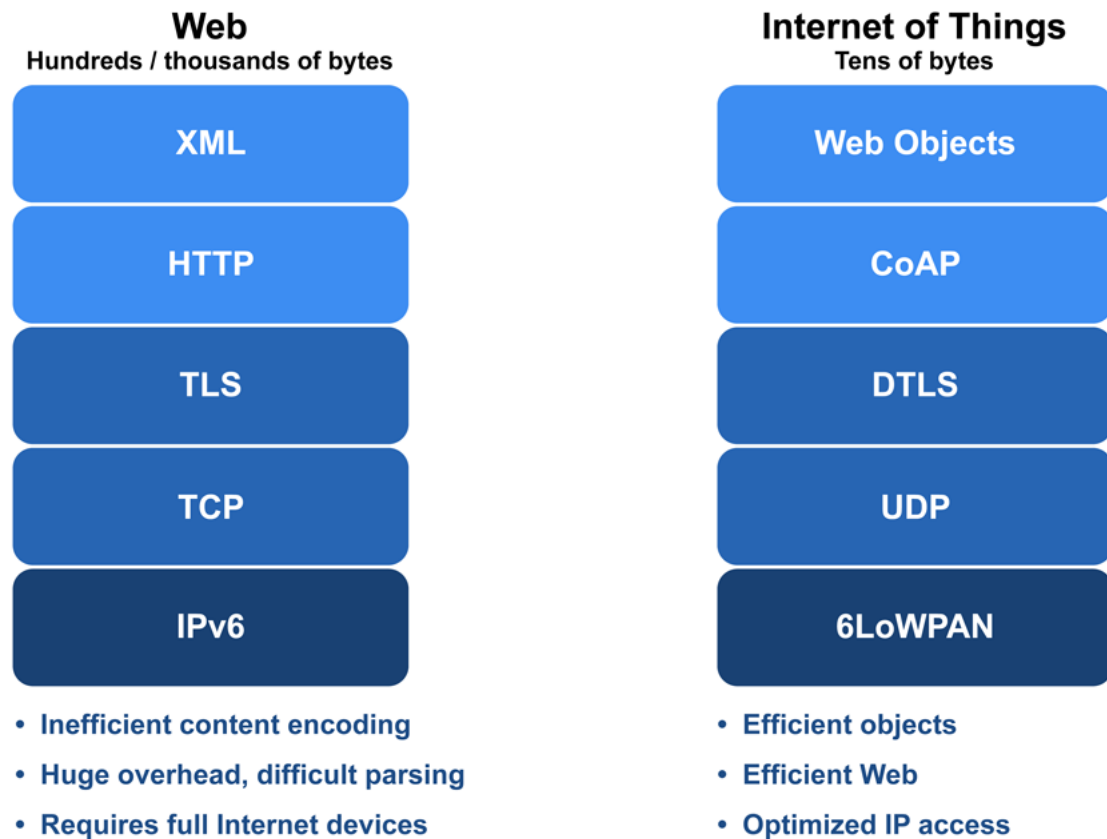 Web
Hundreds / thousands of bytes
XML
HTTP
TLS
TCP
IPv6
• Inefficient content encoding
• Huge overhead, difficult parsing
• Requires full Internet devices
Internet of Things
Tens of bytes
Web Objects
CoAP
DTLS
UDP
6LoWPAN
• Efficient objects
• Efficient Web
• Optimized IP access